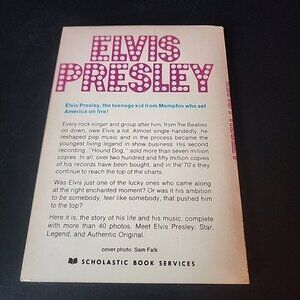 ELVIS
PRESLEY
Elvis Presley, the teenage kid from Memphis who set
America on fire!
Every rock singer and group after him, from The Beatles
on down, owe Elvis a lot. Almost single-handedly, he
reshaped pop music and in the process became the
youngest living legend in show business. His second
recording, "Hound Dog," sold more than seven million
copies. In all, over two hundred and fifty million copies
of his records have been bought, and in the '70's they
continue to reach the top of the charts.
Was Elvis just one of the lucky ones who came along
at the right enchanted moment? Or was it his ambition
to be somebody, feel like somebody, that pushed him
to the top?
Here it is, the story of his life and his music, complete
with more than 40 photos. Meet Elvis Presley: Star,
Legend, and Authentic Original.
cover photo: Sam Falk
SCHOLASTIC BOOK SERVICES